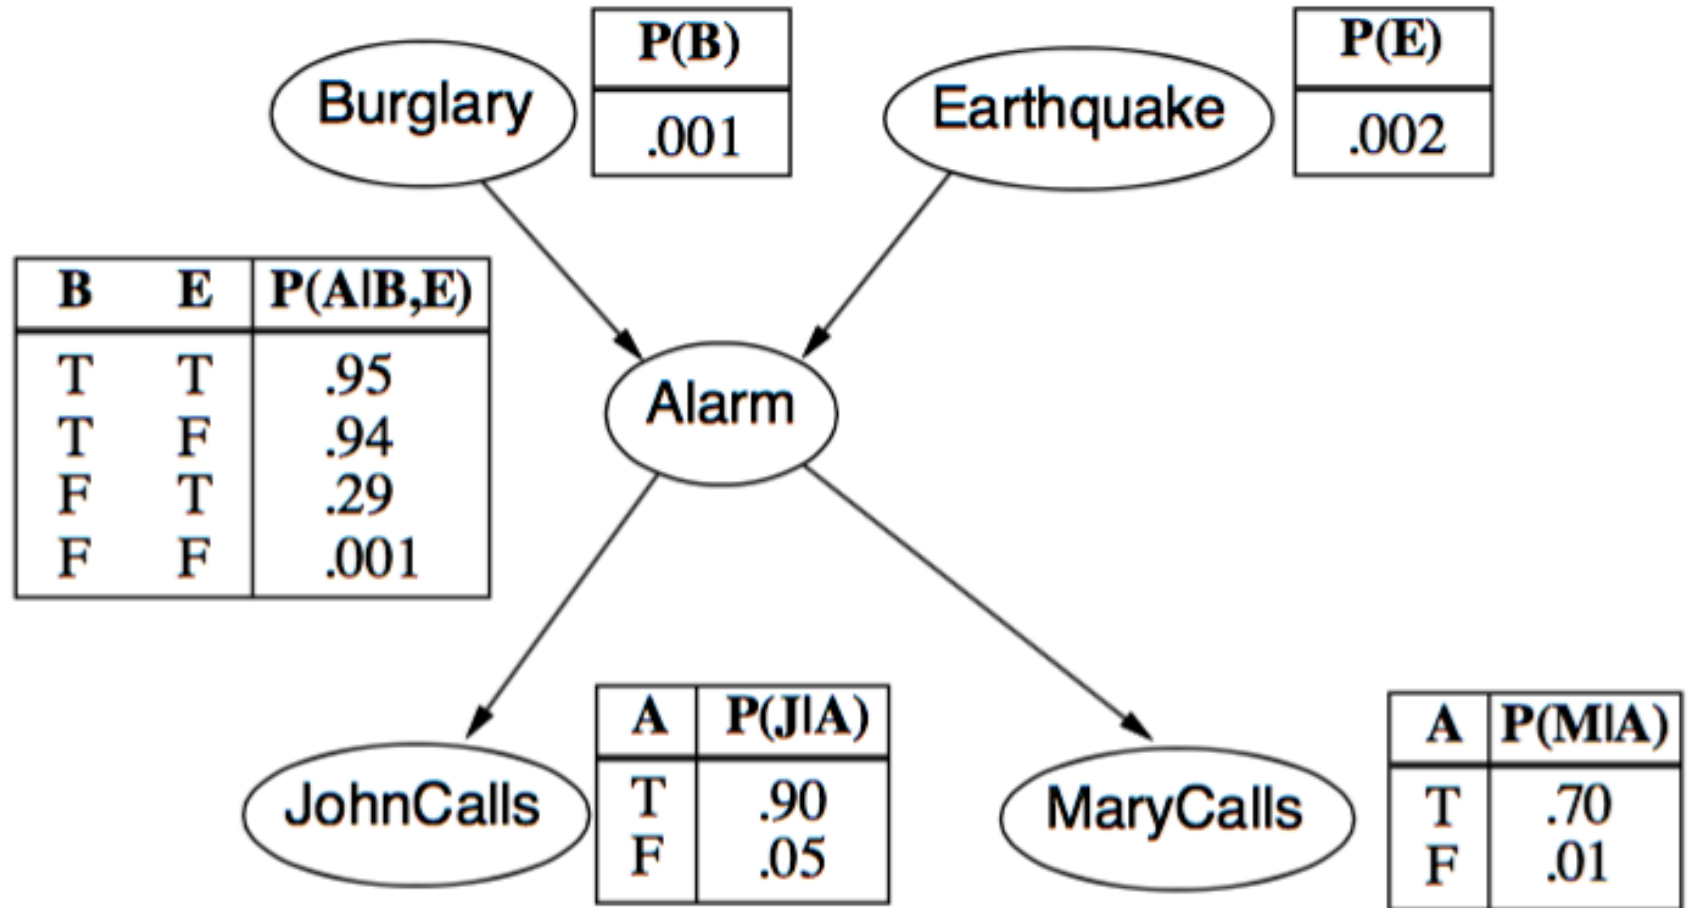 Burglary
P(B)
.001
Earthquake
P(E)
.002
B E P(A|B,E)
T T .95
T F .94
F T .29
F F .001
Alarm
JohnCalls
A P(J|A)
T .90
F .05
MaryCalls
A P(M|A)
T .70
F .01